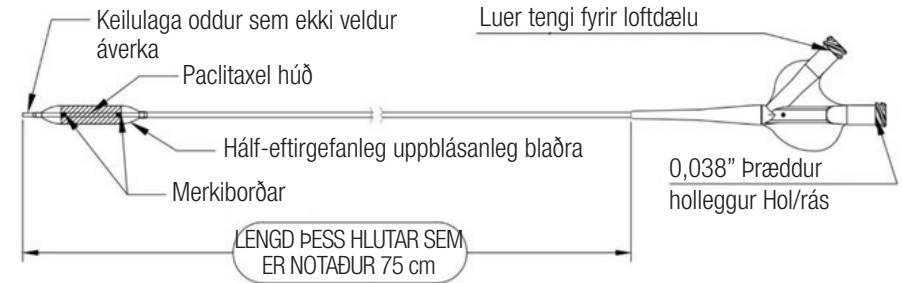 Keilulaga oddur sem ekki veldur
áverka
Luer tengi fyrir loftdælu
Paclitaxel húð
Hálf-eftirgefanleg uppblásanleg blaðra
Merkiborðar
0,038” Þræddur
holleggur Hol/rás
LENGD ÞESS HLUTAR SEM
ER NOTAÐUR 75 cm